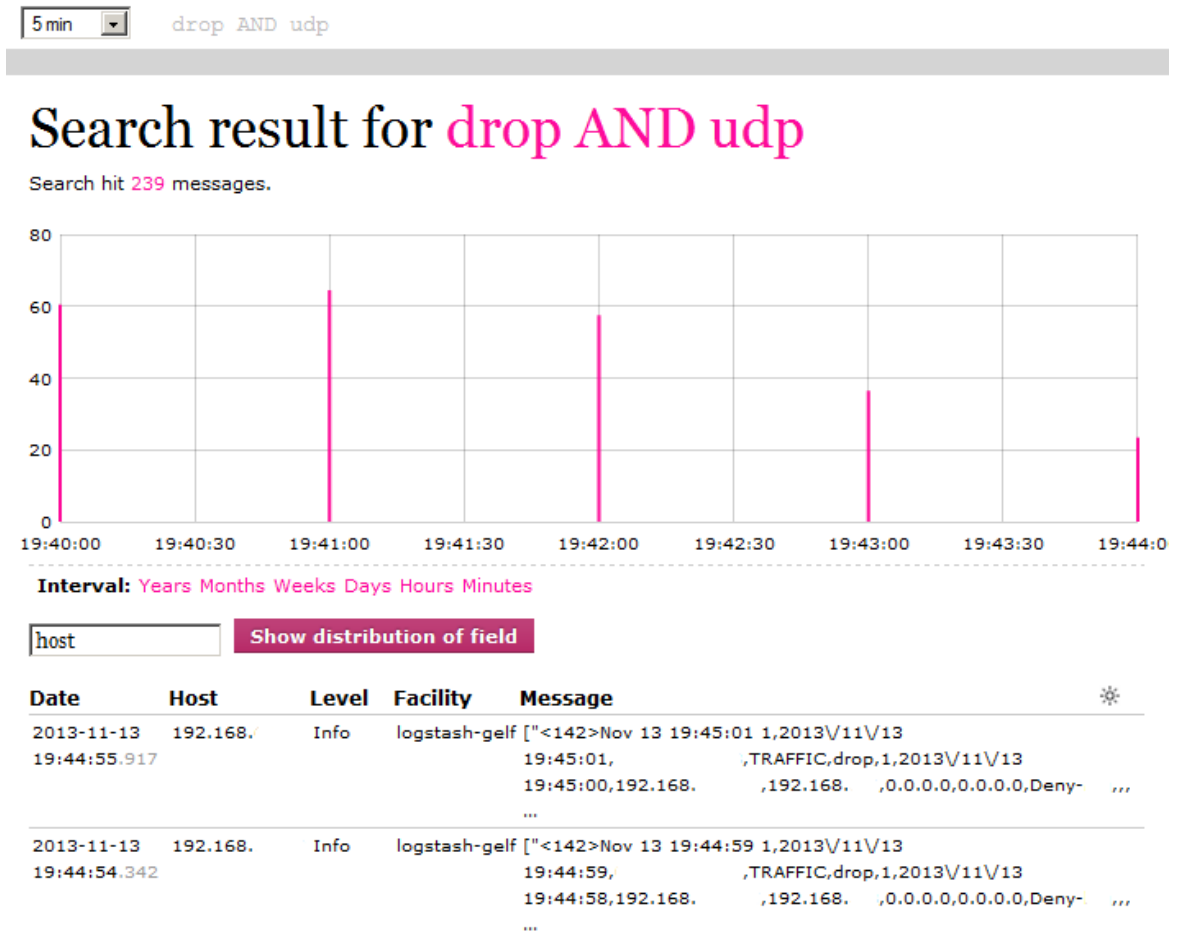 5 min drop AND udp
Search result for drop AND udp
Search hit 239 messages.
80
60
40
20
0
19:40:00 19:40:30 19:41:00 19:41:30 19:42:00 19:42:30 19:43:00 19:43:30 19:44:0
Interval: Years Months Weeks Days Hours Minutes
host Show distribution of field
Date Host Level Facility Message
2013-11-13 192.168. Info logstash-gelf ["<142>Nov 13 19:45:01 1,2013\/11\/13
19:44:55.917 19:45:01, ,TRAFFIC,drop,1,2013\/11\/13
19:45:00,192.168. ,192.168. ,0.0.0.0,0.0.0.0,Deny- ,,,
...
2013-11-13 192.168. Info logstash-gelf ["<142>Nov 13 19:44:59 1,2013\/11\/13
19:44:54.342 19:44:59, ,TRAFFIC,drop,1,2013\/11\/13
19:44:58,192.168. ,192.168. ,0.0.0.0,0.0.0.0,Deny- ,,,
...